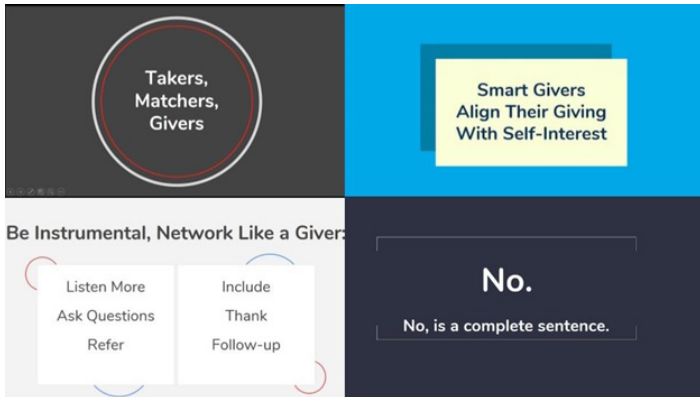 Takers,
Matchers,
Givers
Smart Givers
Align Their Giving
With Self-Interest
Be Instrumental, Network Like a Giver:
Listen More
Ask Questions
Refer
Include
Thank
Follow-up
No.
No, is a complete sentence.